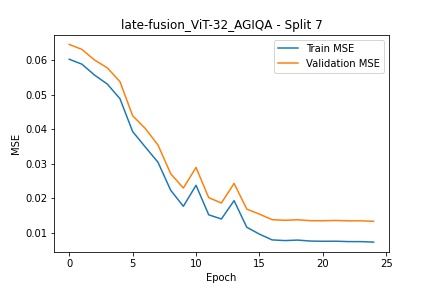 late-fusion_ViT-32_AGIQA - Split 7
Train MSE
Validation MSE
0.06
0.05
0.04
0.03
0.02
0.01
MSE
0 5 10 15 20 25
Epoch